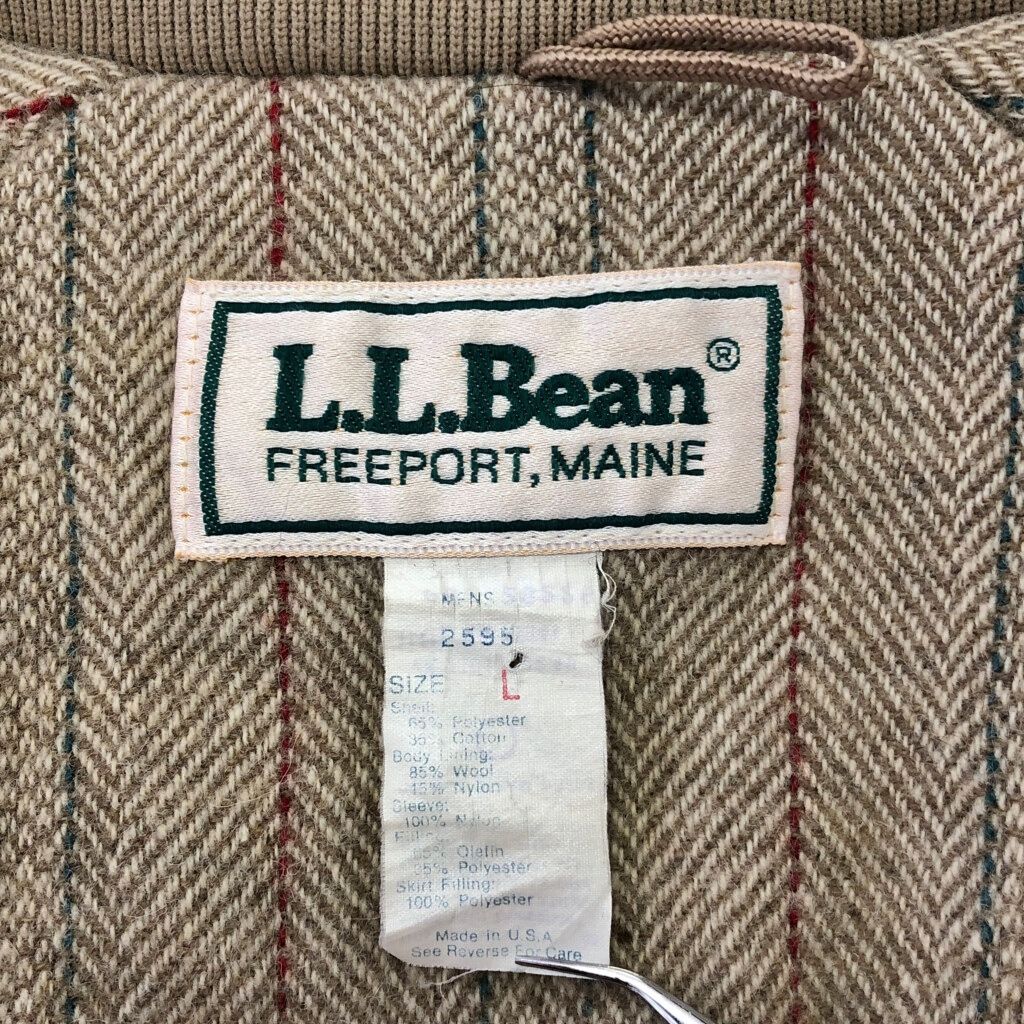 L.L.Bean®
FREEPORT, MAINE
MENS
2595
SIZE L
Shell:
65% Polyester
35% Cotton
Body Lining:
85% Wool
15% Nylon
Sleeve:
100% Nylon
Olefin
35% Polyester
Skirt Filling:
100% Polyester
Made in U.S.A.
See Reverse For Care